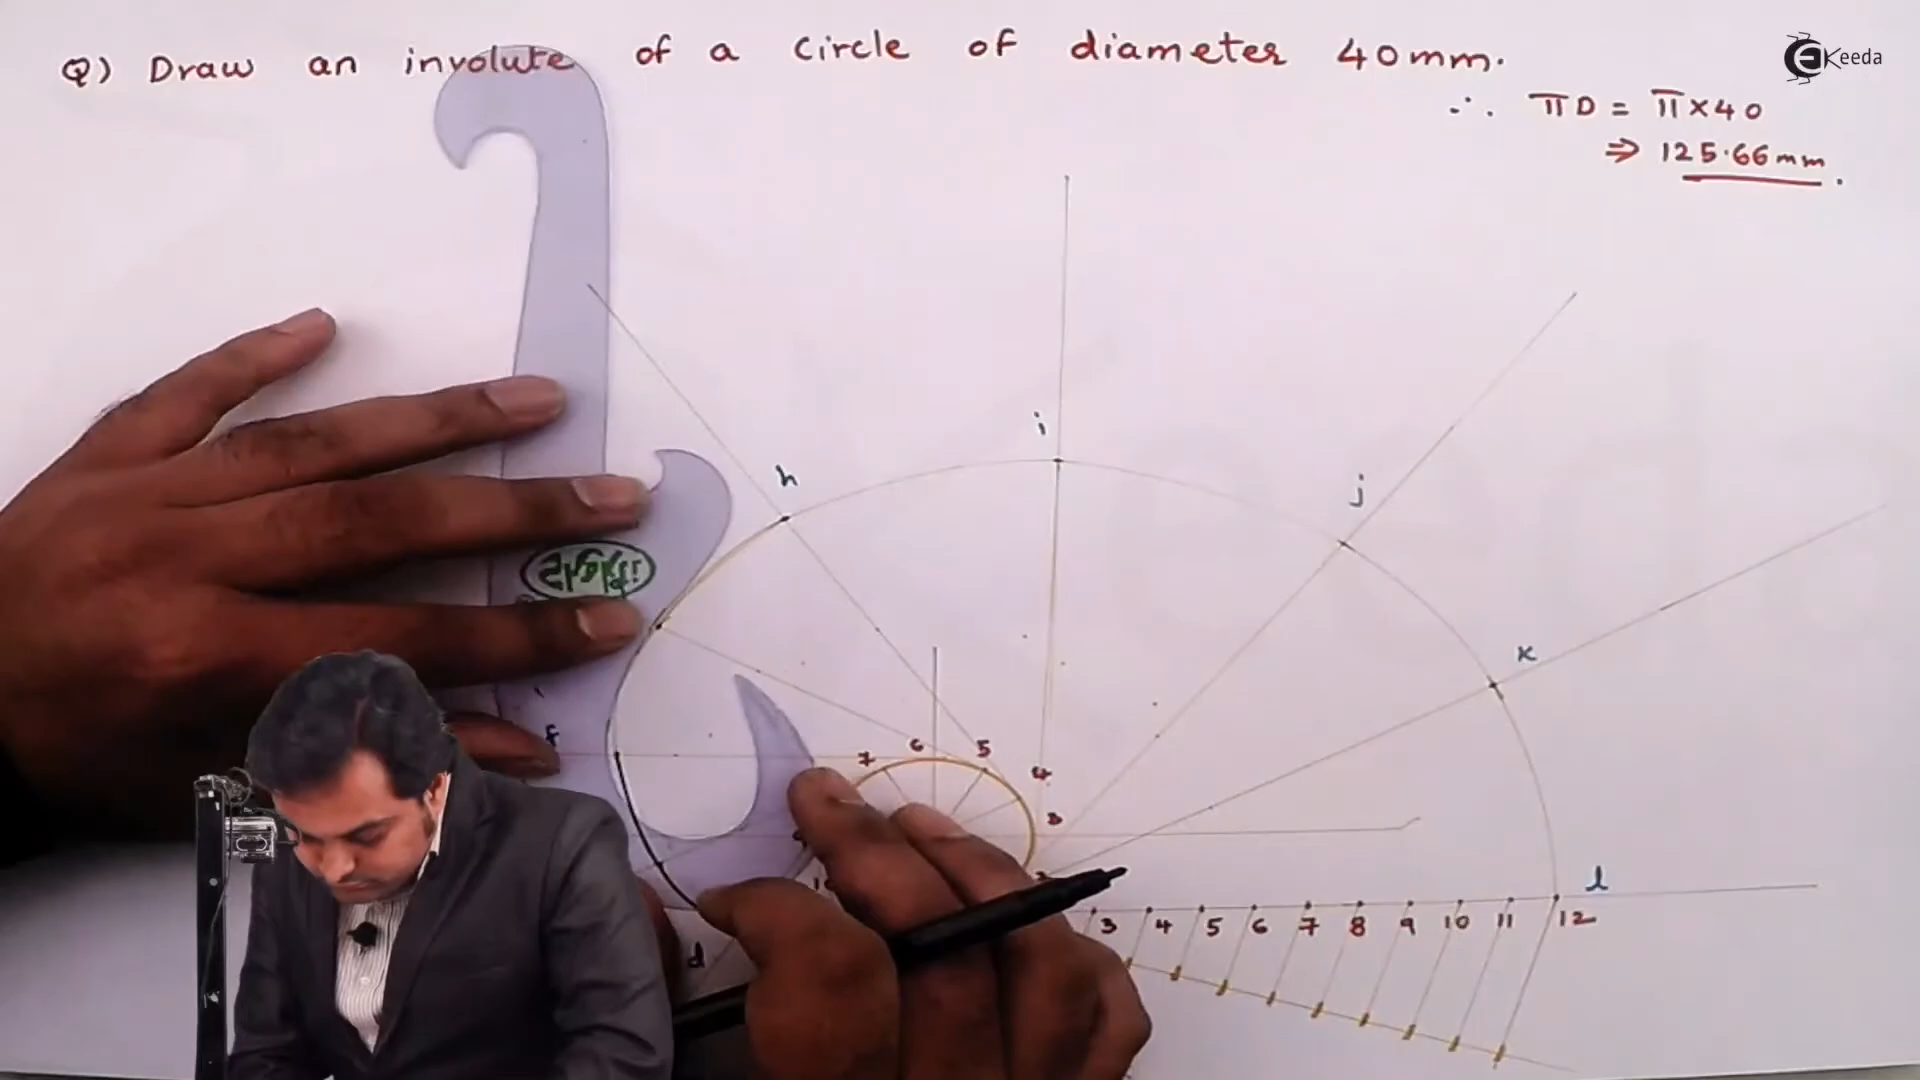 Q) Draw an involute of a circle of diameter 40mm.
EKeeda
∴ πD = π×40
⇒ 125.66mm.
i
h
j
k
f
7 6 5
4
3
l
3 4 5 6 7 8 9 10 11 12
d